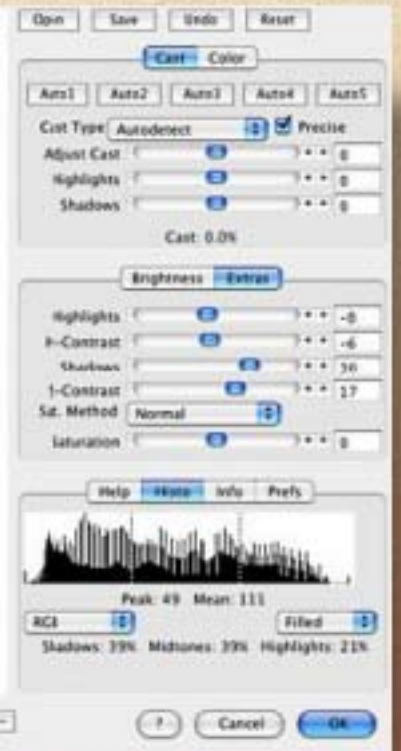 Open Save Undo Reset
Cast Color
Auto1 Auto2 Auto3 Auto4 Auto5
Cast Type Autodetect Precise
Adjust Cast 0
Highlights 0
Shadows 0
Cast: 0.0%
Brightness Extras
Highlights -8
H-Contrast -6
Shadows
S-Contrast 17
Sat. Method Normal
Saturation 0
Help Histo Info Prefs
Peak: 49 Mean: 111
RGB Filled
Shadows: 39% Midtones: 39% Highlights: 21%
? Cancel OK